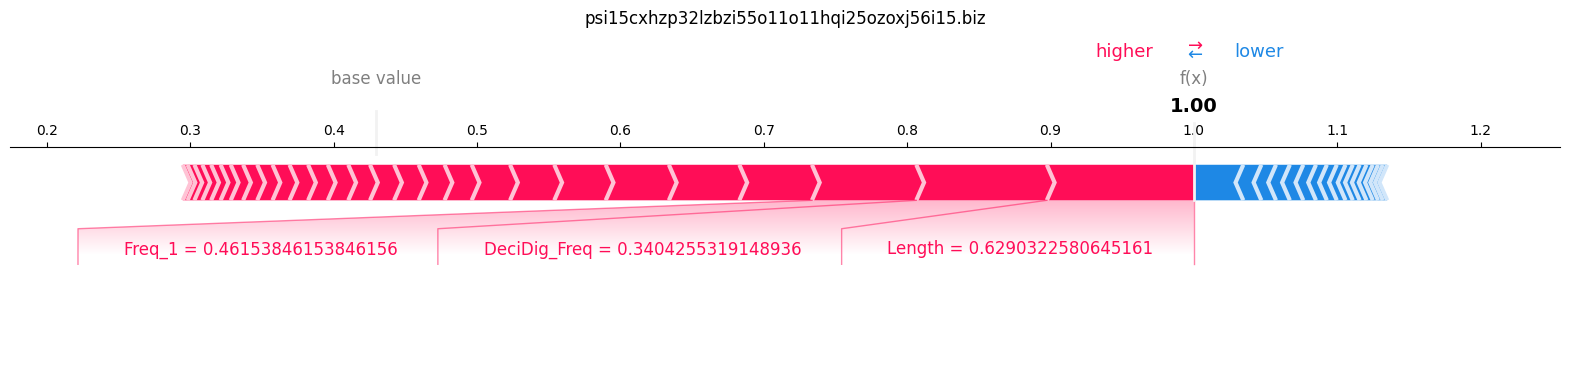 psi15cxhzp32lzbzi55o11o11hqi25ozoxj56i15.biz
higher → ← lower
base value f(x)
1.00
0.2 0.3 0.4 0.5 0.6 0.7 0.8 0.9 1.0 1.1 1.2
Freq_1 = 0.46153846153846156 DeciDig_Freq = 0.3404255319148936 Length = 0.6290322580645161